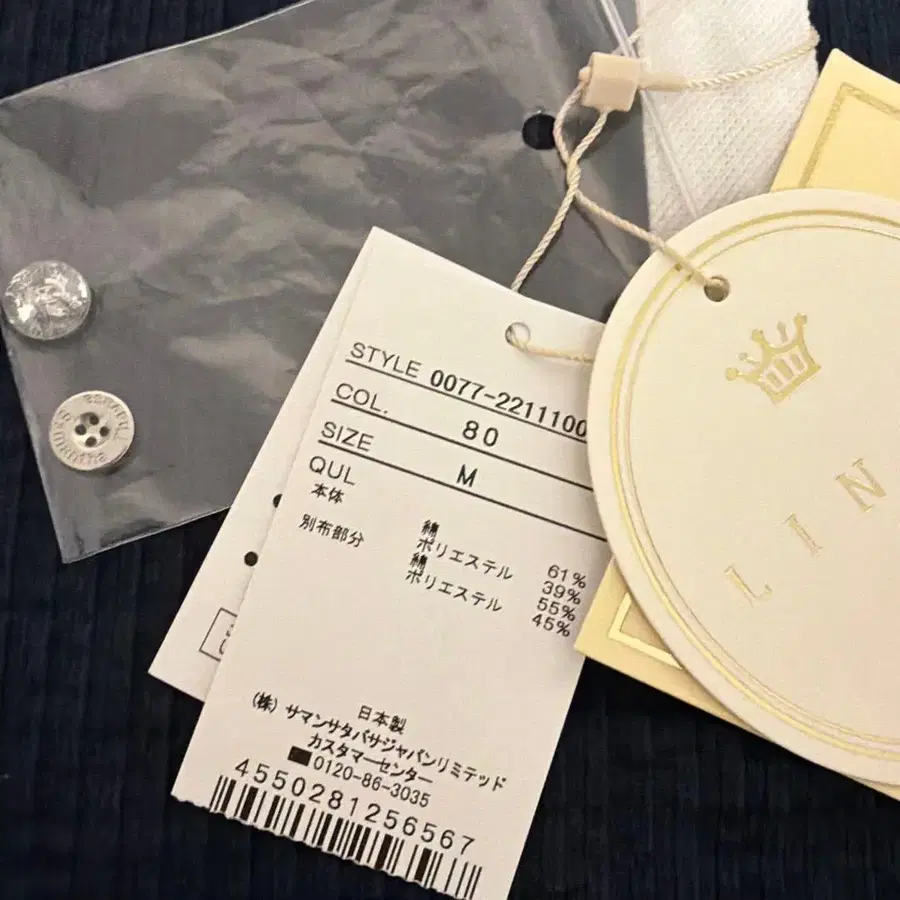 STYLE 0077-2211100
COL. 80
SIZE M
QUL
本体 綿 61%
ポリエステル 39%
別布部分 綿 55%
ポリエステル 45%
日本製
(株) サマンサタバサジャパンリミテッド
カスタマーセンター
0120-86-3035
4550281256567
LIN